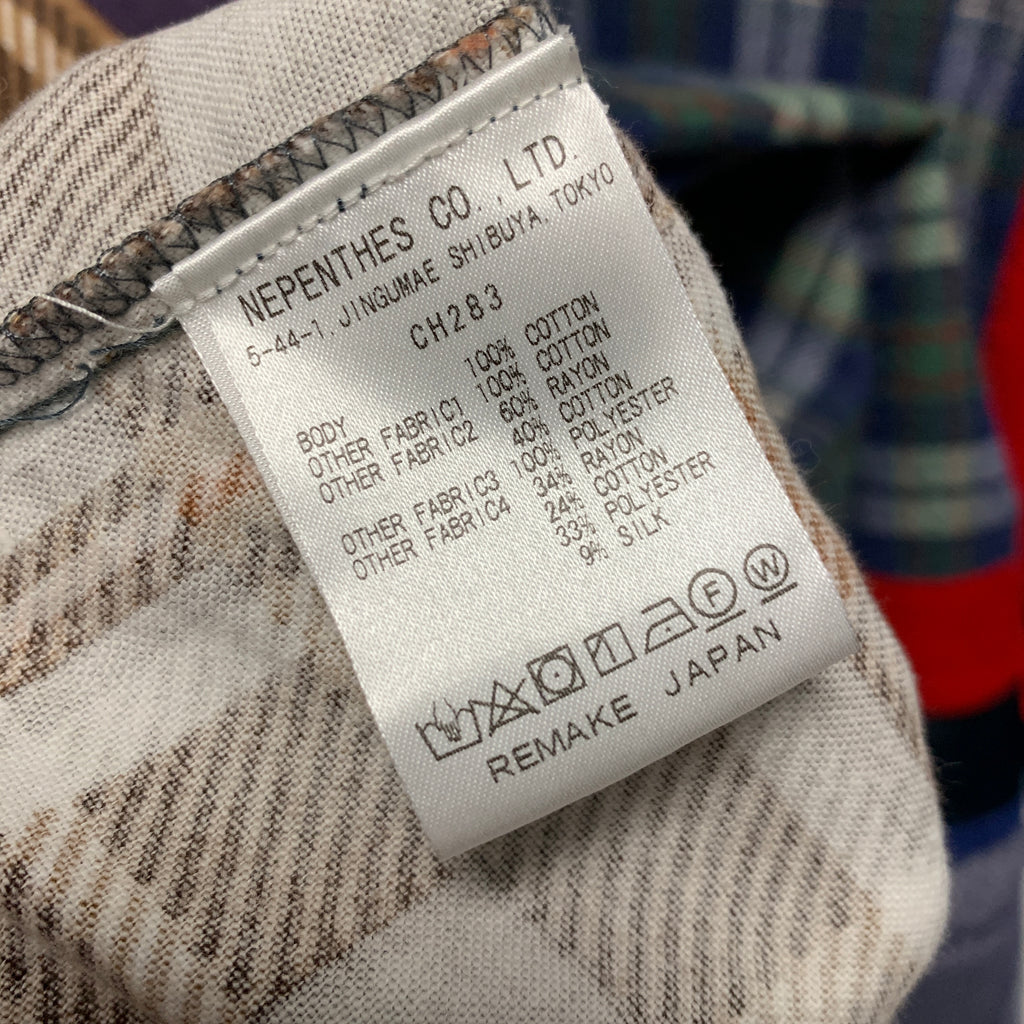 NEPENTHES CO.,LTD.
5-44-1.JINGUMAE SHIBUYA.TOKYO
CH283
BODY 100% COTTON
OTHER FABRIC1 100% COTTON
OTHER FABRIC2 60% RAYON
40% COTTON
OTHER FABRIC3 100% POLYESTER
OTHER FABRIC4 34% RAYON
24% COTTON
33% POLYESTER
9% SILK
F W
REMAKE JAPAN